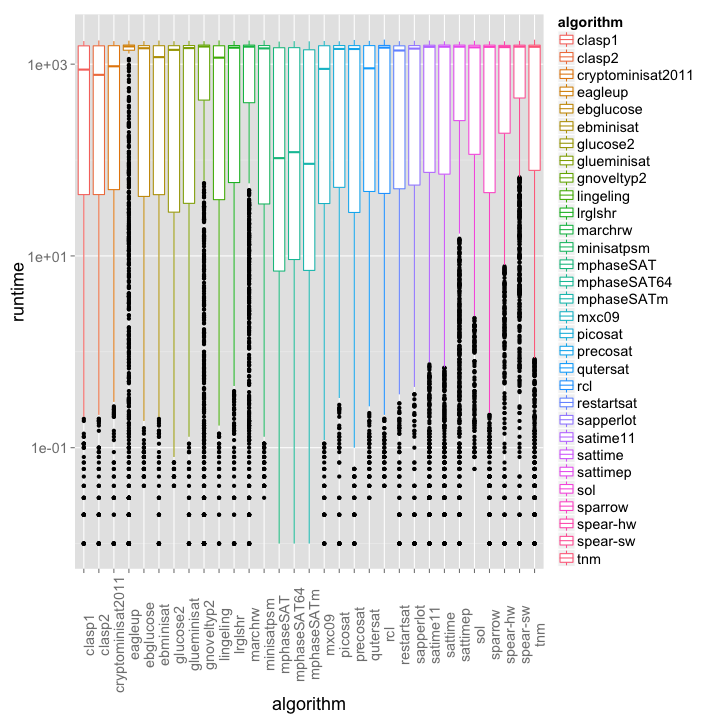 algorithm
clasp1
clasp2
cryptominisat2011
eagleup
ebglucose
ebminisat
glucose2
glueminisat
gnoveltyp2
lingeling
lrglshr
marchrw
minisatpsm
mphaseSAT
mphaseSAT64
mphaseSATm
mxc09
picosat
precosat
qutersat
rcl
restartsat
sapperlot
satime11
sattime
sattimep
sol
sparrow
spear-hw
spear-sw
tnm
1e+03
1e+01
1e-01
runtime
clasp1
clasp2
cryptominisat2011
eagleup
ebglucose
ebminisat
glucose2
glueminisat
gnoveltyp2
lingeling
lrglshr
marchrw
minisatpsm
mphaseSAT
mphaseSAT64
mphaseSATm
mxc09
picosat
precosat
qutersat
rcl
restartsat
sapperlot
satime11
sattime
sattimep
sol
sparrow
spear-hw
spear-sw
tnm
algorithm